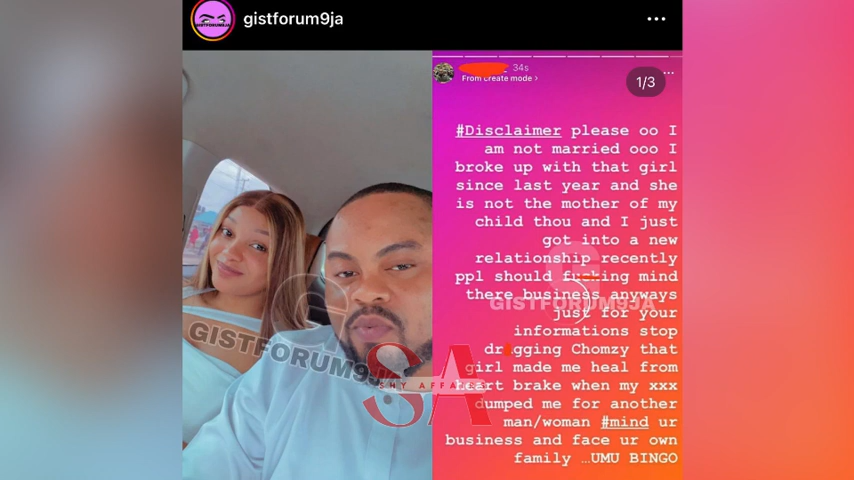 gistforum9ja
34s
From create mode >
1/3
#Disclaimer please oo I
am not married ooo I
broke up with that girl
since last year and she
is not the mother of my
child thou and I just
got into a new
relationship recently
ppl should fucking mind
there business anyways
just for your
informations stop
dragging Chomzy that
girl made me heal from
heart brake when my xxx
dumped me for another
man/woman #mind ur
business and face ur own
family …UMU BINGO
GISTFORUM9JA
GISTFORUM9JA
SA
SHY AFFAIRS